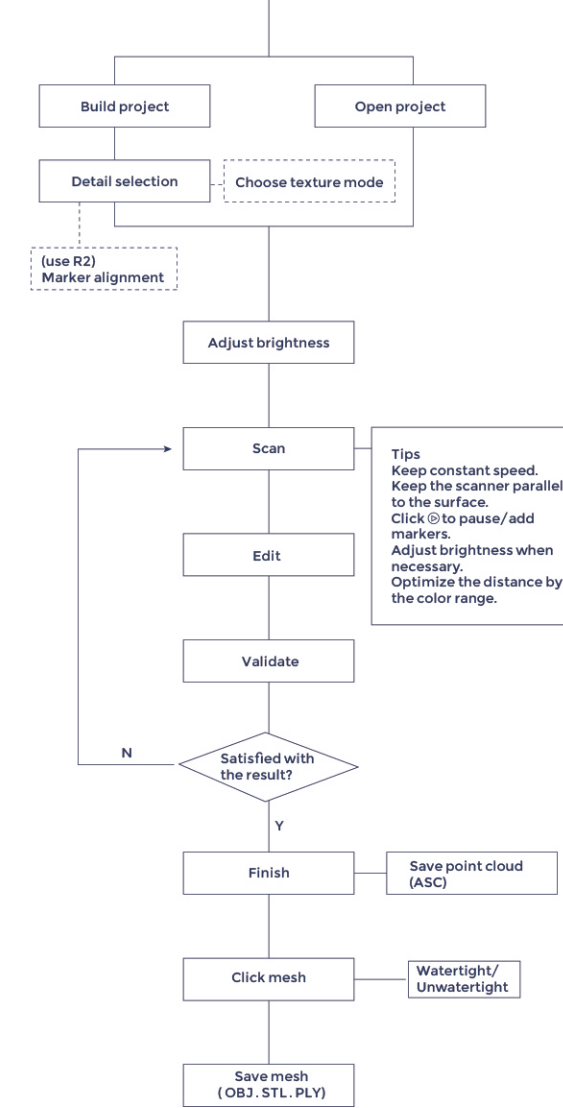 Build project
Open project
Detail selection
Choose texture mode
(use R2)
Marker alignment
Adjust brightness
Scan
Tips
Keep constant speed.
Keep the scanner parallel
to the surface.
Click to pause/add
markers.
Adjust brightness when
necessary.
Optimize the distance by
the color range.
Edit
Validate
Satisfied with
the result?
N
Y
Finish
Save point cloud
(ASC)
Click mesh
Watertight/
Unwatertight
Save mesh
(OBJ.STL.PLY)